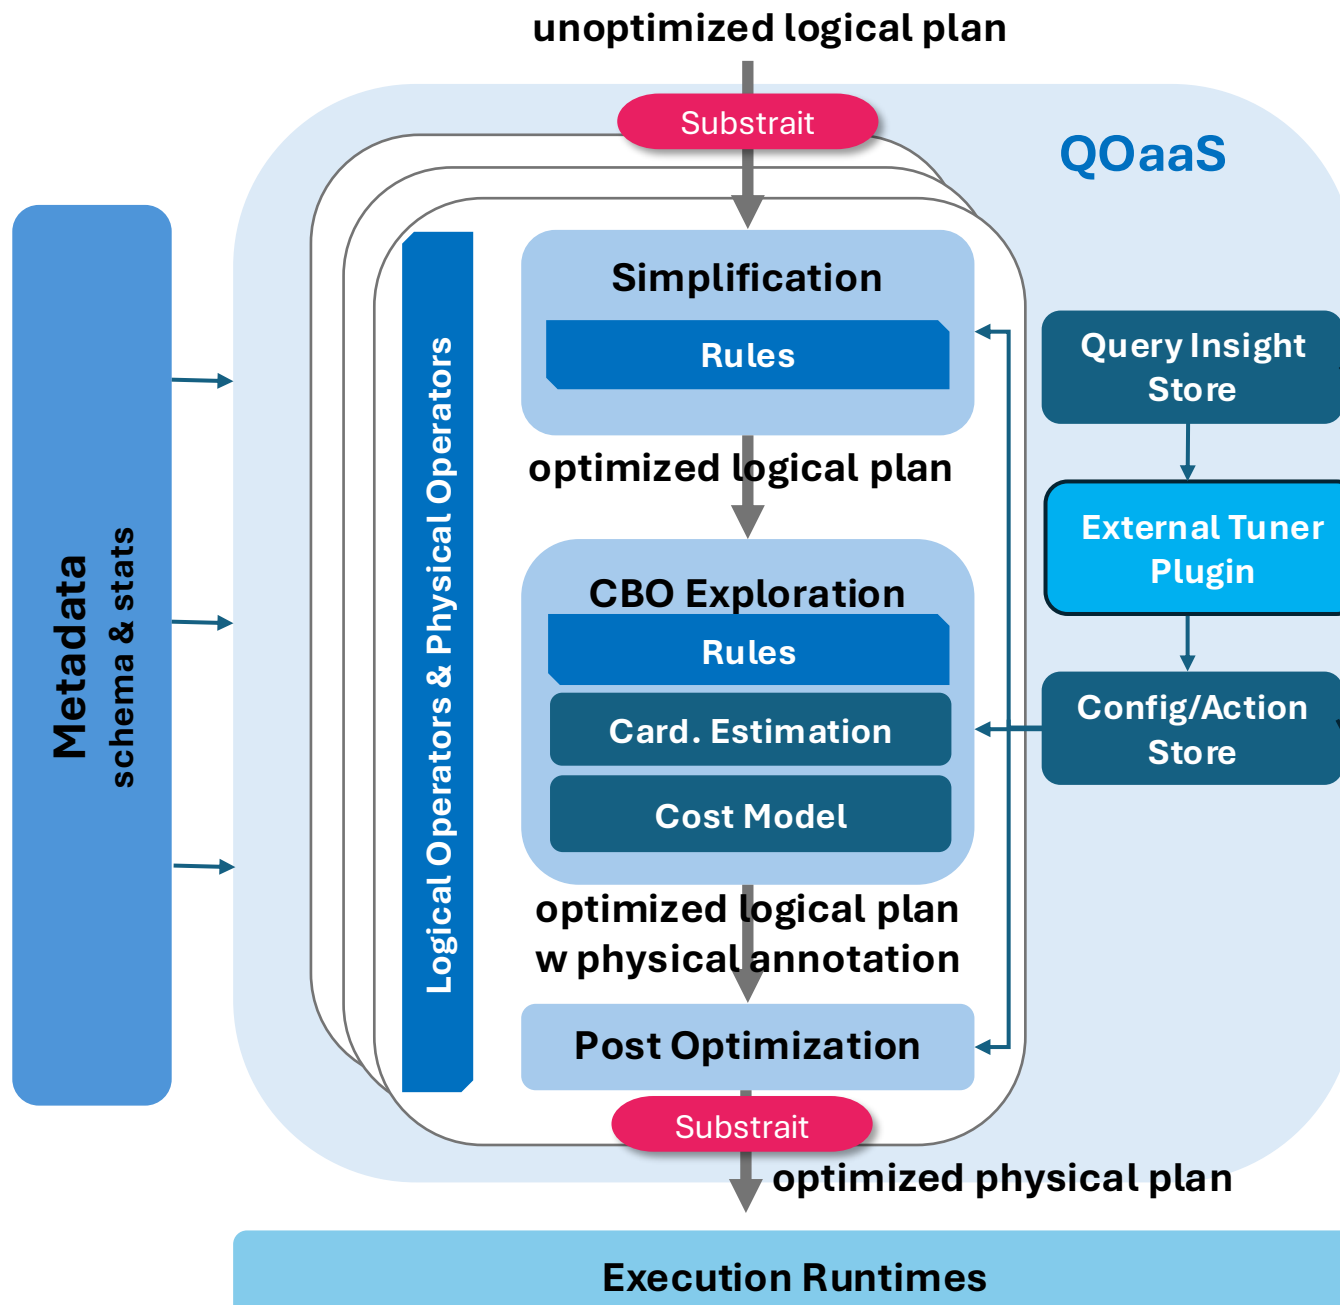 unoptimized logical plan
Substrait
QOaaS
Metadata
schema & stats
Logical Operators & Physical Operators
Simplification
Rules
optimized logical plan
CBO Exploration
Rules
Card. Estimation
Cost Model
optimized logical plan
w physical annotation
Post Optimization
Substrait
optimized physical plan
Query Insight
Store
External Tuner
Plugin
Config/Action
Store
Execution Runtimes